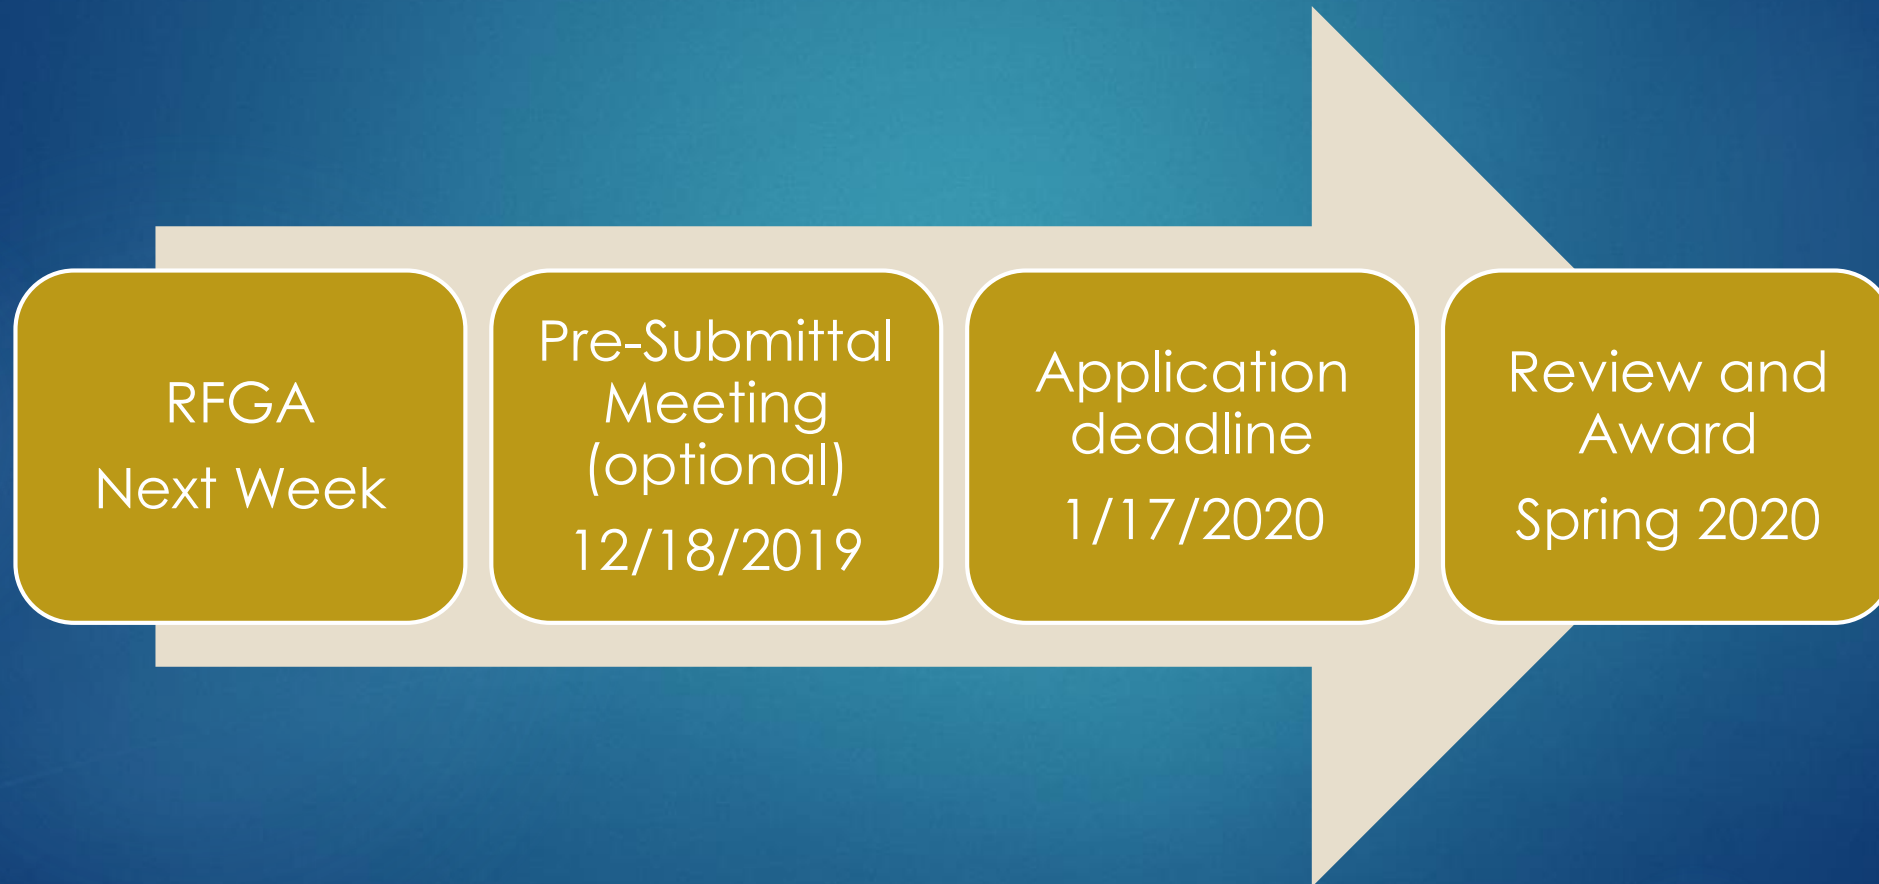 RFGA
Next Week
Pre-Submittal
Meeting
(optional)
12/18/2019
Application
deadline
1/17/2020
Review and
Award
Spring 2020